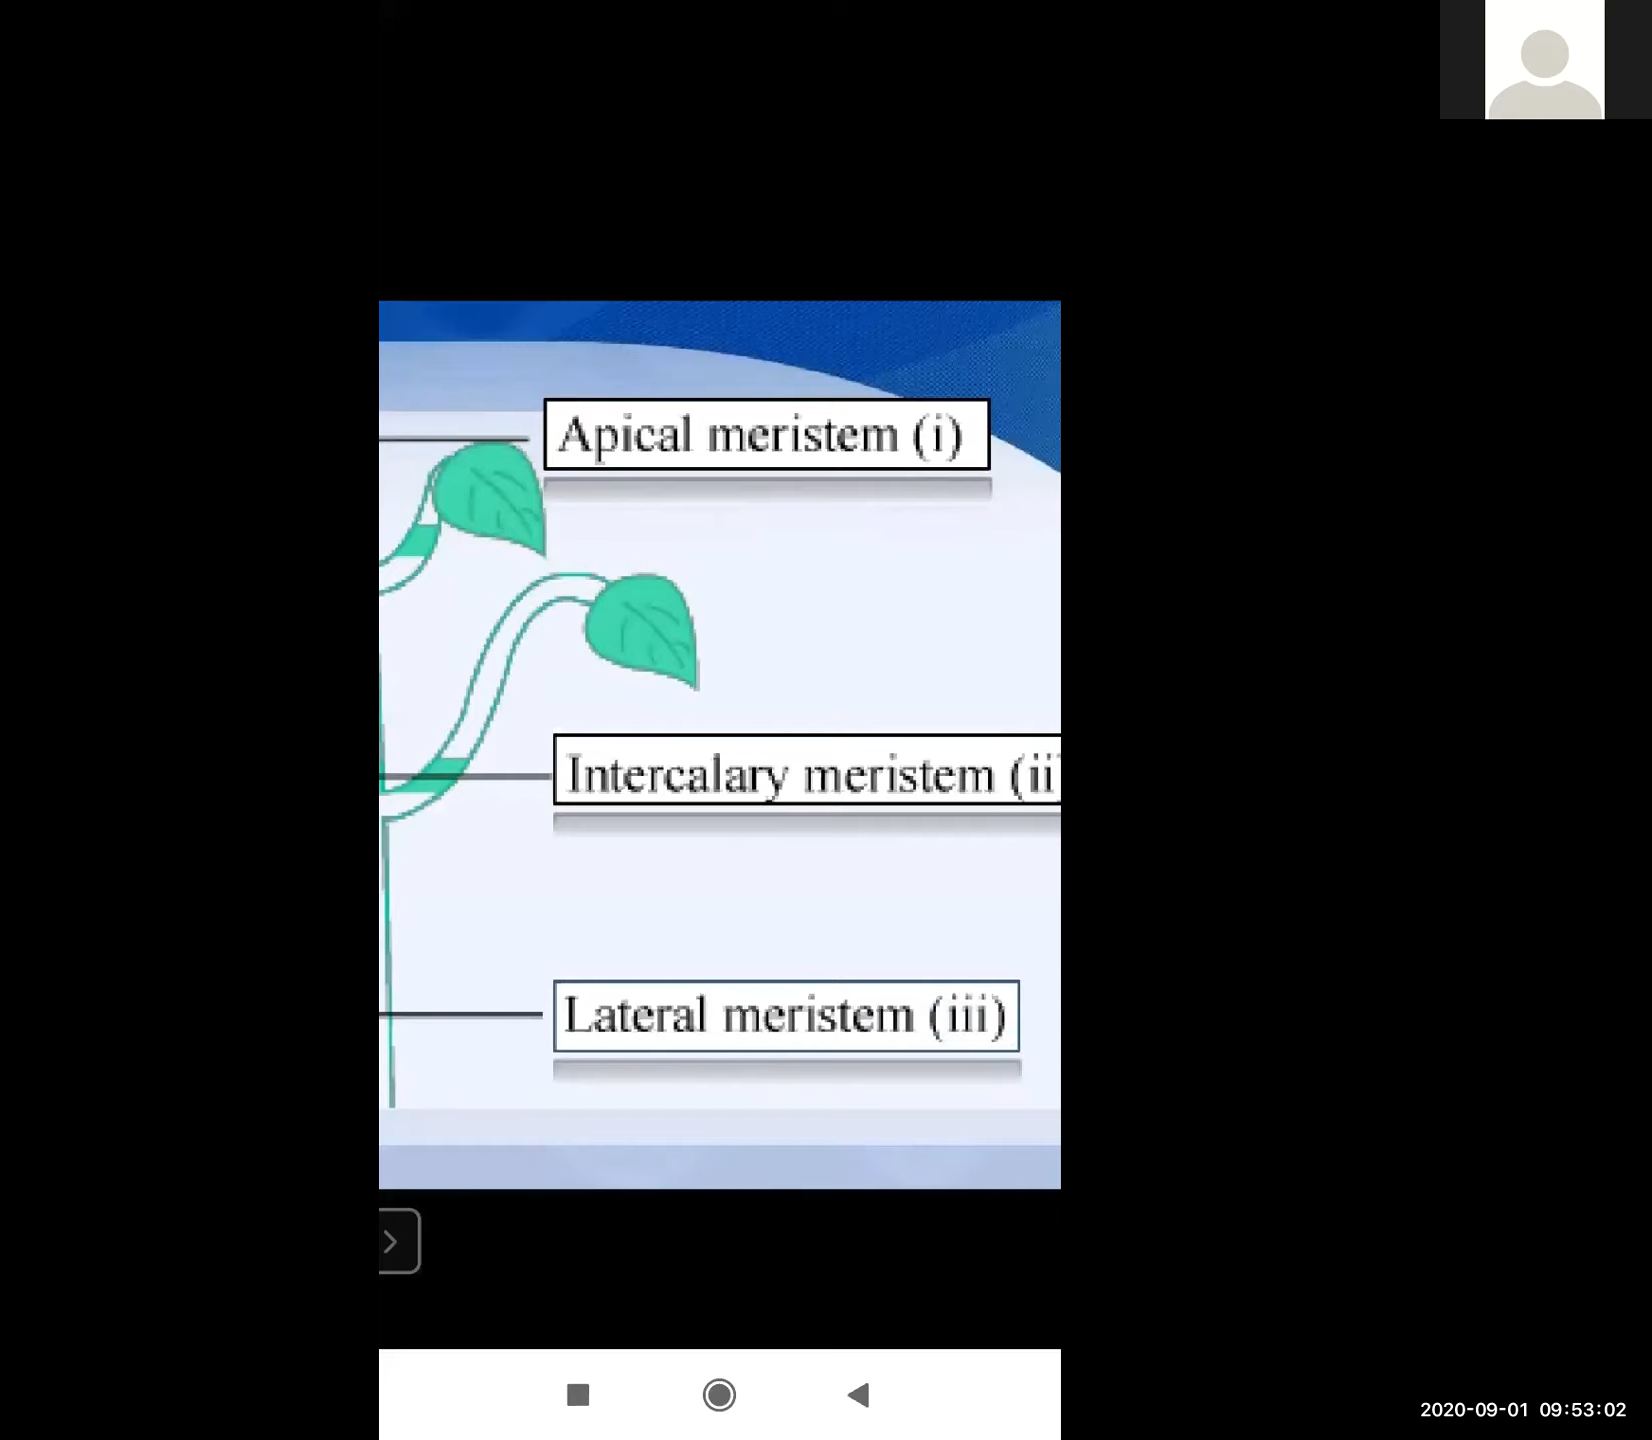 Apical meristem (i)
Intercalary meristem (ii)
Lateral meristem (iii)
2020-09-01 09:53:02